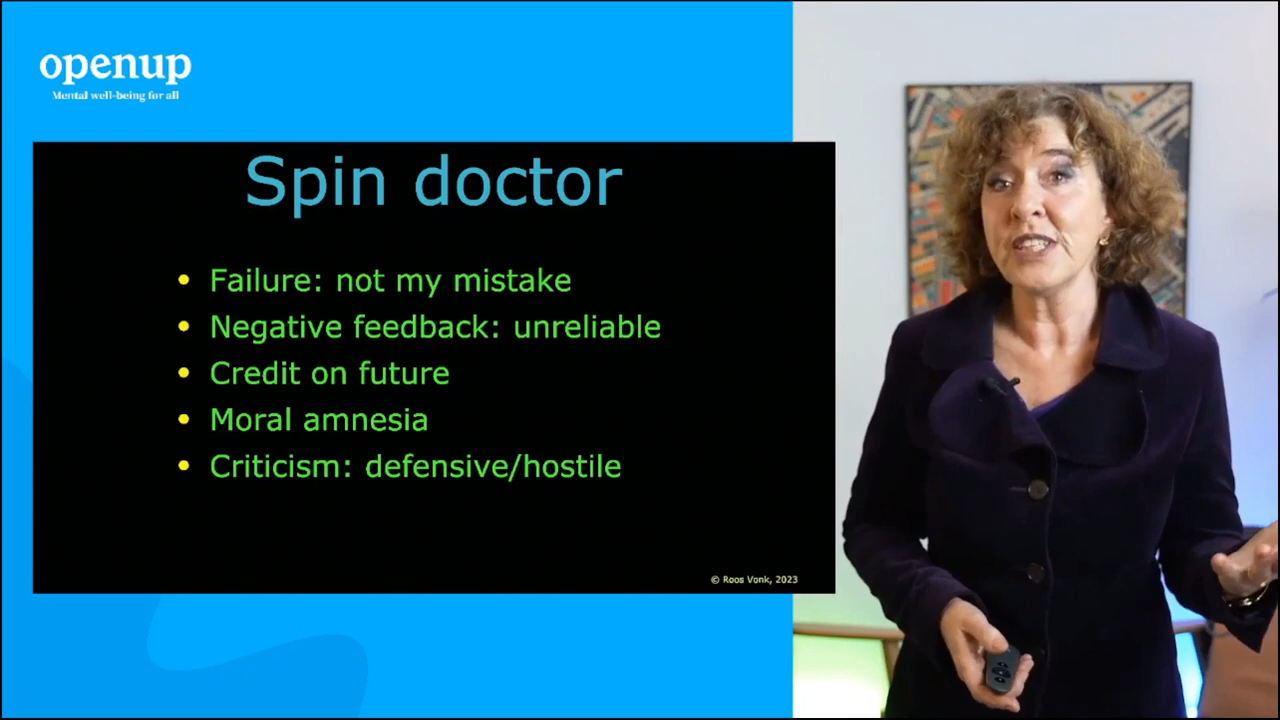 openup
Mental well-being for all
Spin doctor
• Failure: not my mistake
• Negative feedback: unreliable
• Credit on future
• Moral amnesia
• Criticism: defensive/hostile
© Roos Vonk, 2023